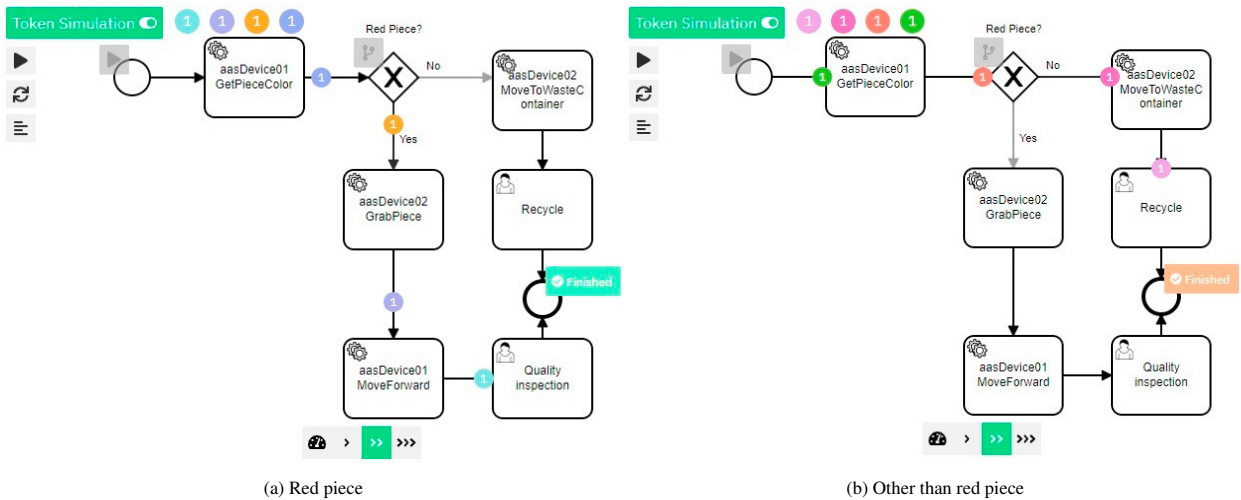 Token Simulation
1 1 1 1
Red Piece?
aasDevice01
GetPieceColor
1
X
No
aasDevice02
MoveToWasteC
ontainer
1
Yes
aasDevice02
GrabPiece
Recycle
Finished
1
aasDevice01
MoveForward
1
Quality
inspection
> >> >>>
(a) Red piece
Token Simulation
1 1 1 1
Red Piece?
1
aasDevice01
GetPieceColor
1
X
No
1
aasDevice02
MoveToWasteC
ontainer
Yes
1
aasDevice02
GrabPiece
Recycle
Finished
aasDevice01
MoveForward
Quality
inspection
> >> >>>
(b) Other than red piece